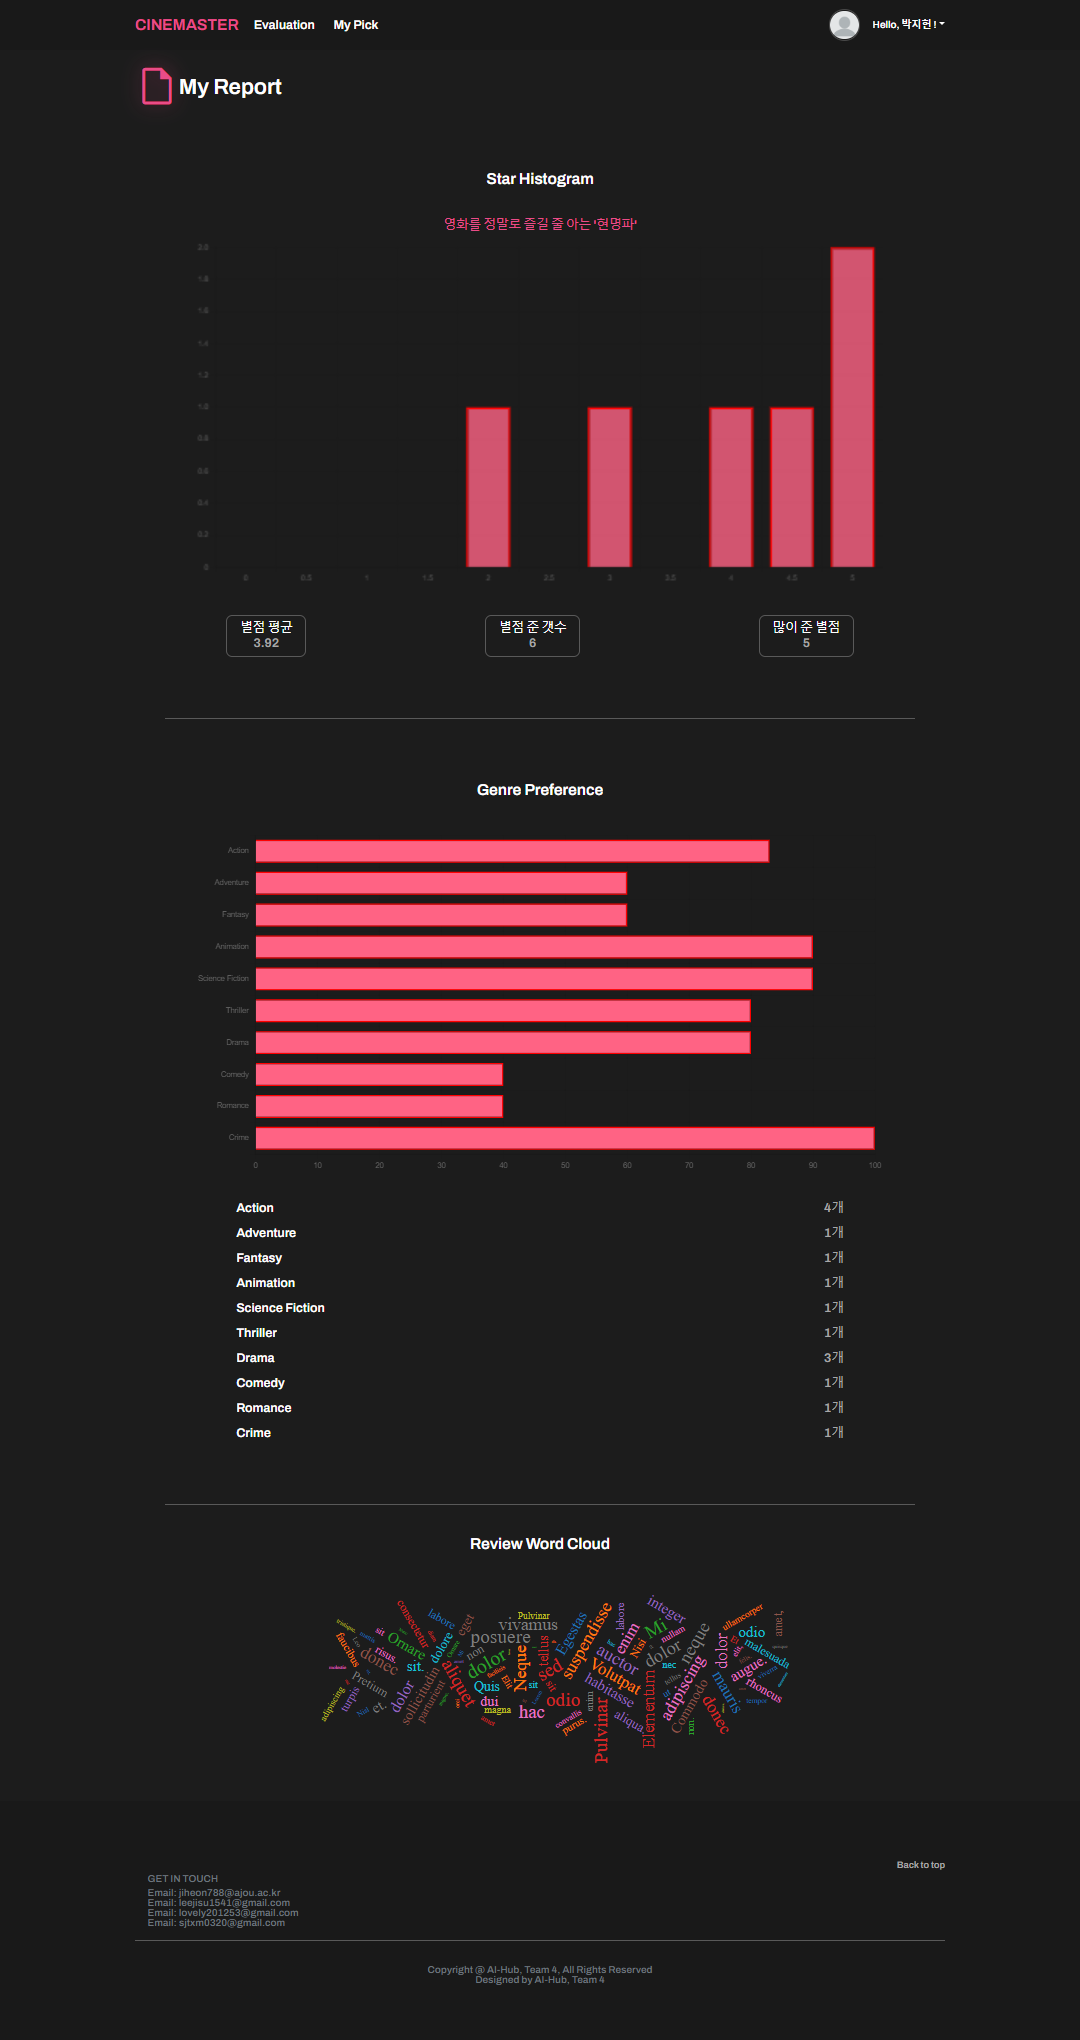 CINEMASTER Evaluation My Pick Hello, 박지헌 !
My Report
Star Histogram
영화를 정말로 즐길 줄 아는 '현명파'
2.0
1.8
1.6
1.4
1.2
1.0
0.8
0.6
0.4
0.2
0
0 0.5 1 1.5 2 2.5 3 3.5 4 4.5 5
별점 평균 별점 준 갯수 많이 준 별점
3.92 6 5
Genre Preference
Action
Adventure
Fantasy
Animation
Science Fiction
Thriller
Drama
Comedy
Romance
Crime
0 10 20 30 40 50 60 70 80 90 100
Action 4개
Adventure 1개
Fantasy 1개
Animation 1개
Science Fiction 1개
Thriller 1개
Drama 3개
Comedy 1개
Romance 1개
Crime 1개
Review Word Cloud
consectetur
labore
eget
Pulvinar
vivamus
posuere
Egestas
suspendisse
labore
integer
Mi
nullam
ullamcorper
odio
amet,
malesuada
faucibus
sit
risus.
Ornare
dolore
donec
sit.
non
dolor
Neque
tellus
sed
auctor
enim
Nisi
dolor
neque
nec
dolor
augue.
elit,
viverra
rhoncus
tempor
mauris
adipiscing
Commodo
donec
non.
Elementum
Volutpat
habitasse
aliqua
Pulvinar
enim
purus.
convallis
odio
sit
hac
Quis
dui
magna
Elit
sit
aliquet
sollicitudin
parturient
dolor
Pretium
et.
Nisl
turpis
adipiscing
amet
Back to top
GET IN TOUCH
Email: jiheon788@ajou.ac.kr
Email: leejisu1541@gmail.com
Email: lovely201253@gmail.com
Email: sjtxm0320@gmail.com
Copyright @ AI-Hub, Team 4, All Rights Reserved
Designed by AI-Hub, Team 4